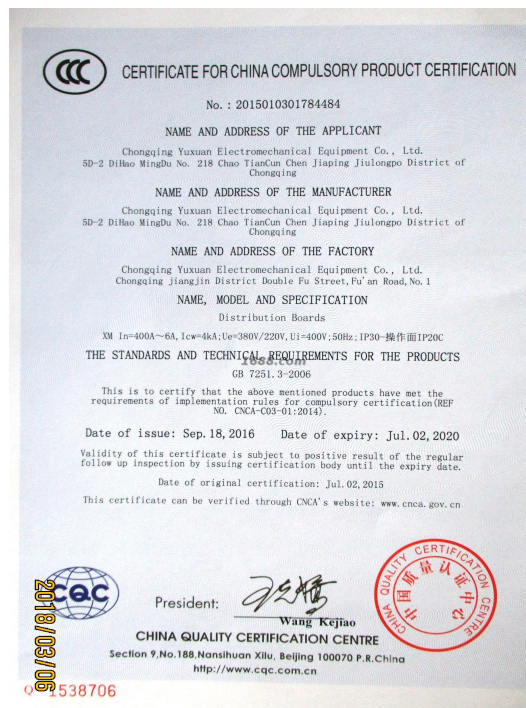 CCC
CERTIFICATE FOR CHINA COMPULSORY PRODUCT CERTIFICATION
No. : 2015010301784484
NAME AND ADDRESS OF THE APPLICANT
Chongqing Yuxuan Electromechanical Equipment Co., Ltd.
5D-2 DiHao MingDu No. 218 Chao TianCun Chen Jiaping Jiulongpo District of
Chongqing
NAME AND ADDRESS OF THE MANUFACTURER
Chongqing Yuxuan Electromechanical Equipment Co., Ltd.
5D-2 DiHao MingDu No. 218 Chao TianCun Chen Jiaping Jiulongpo District of
Chongqing
NAME AND ADDRESS OF THE FACTORY
Chongqing Yuxuan Electromechanical Equipment Co., Ltd.
Chongqing jiangjin District Double Fu Street,Fu'an Road,No.1
NAME, MODEL AND SPECIFICATION
Distribution Boards
XM In=400A～6A,Icw=4kA;Ue=380V/220V,Ui=400V;50Hz;IP30-操作面IP20C
THE STANDARDS AND TECHNICAL REQUIREMENTS FOR THE PRODUCTS
1688.com
GB 7251.3-2006
This is to certify that the above mentioned products have met the
requirements of implementation rules for compulsory certification(REF
NO. CNCA-C03-01:2014).
Date of issue: Sep.18,2016 Date of expiry: Jul.02,2020
Validity of this certificate is subject to positive result of the regular
follow up inspection by issuing certification body until the expiry date.
Date of original certification: Jul.02,2015
This certificate can be verified through CNCA's website: www.cnca.gov.cn
CHINA QUALITY CERTIFICATION CENTRE
中国质量认证中心
CQC
President:
Wang Kejiao
CHINA QUALITY CERTIFICATION CENTRE
Section 9,No.188,Nansihuan Xilu, Beijing 100070 P.R.China
http://www.cqc.com.cn
2018/03/06
1538706